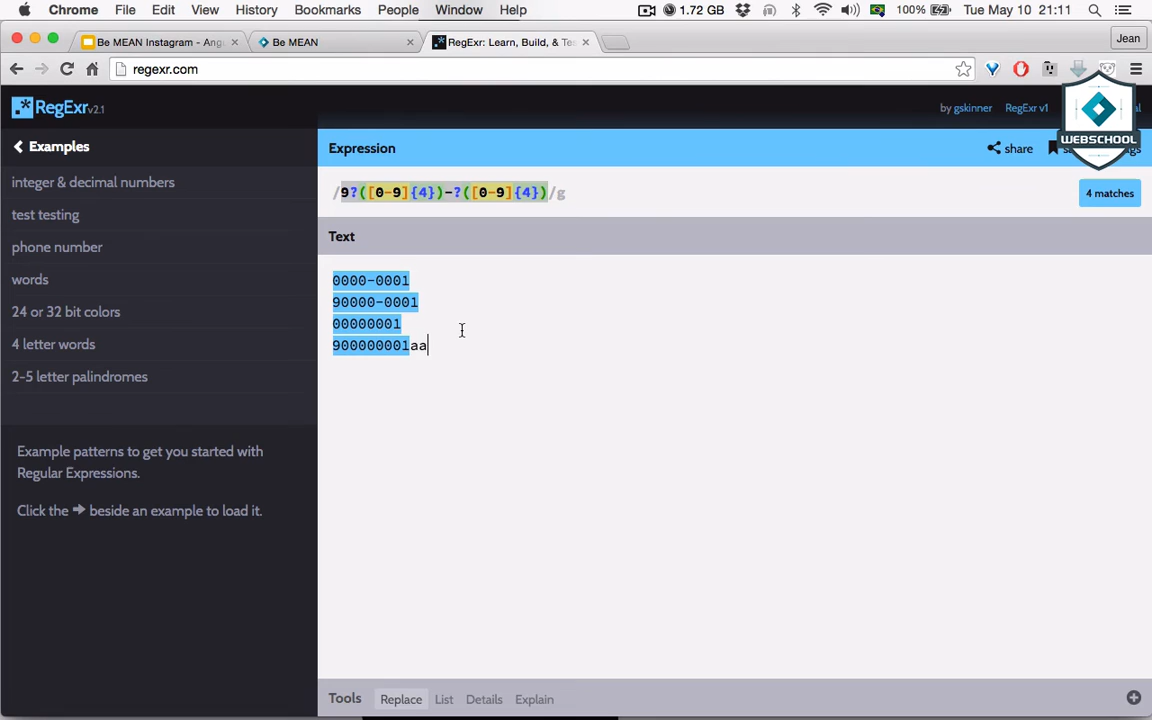 Chrome File Edit View History Bookmarks People Window Help 1.72 GB 100% Tue May 10 21:11
Be MEAN Instagram - Ang Be MEAN RegExr: Learn, Build, & Te Jean
regexr.com
RegExr v2.1 by gskinner RegExr v1
WEBSCHOOL
Examples Expression share
integer & decimal numbers /9?([0-9]{4})-?([0-9]{4})/g 4 matches
test testing Text
phone number
words 0000-0001
24 or 32 bit colors 90000-0001
4 letter words 00000001
2-5 letter palindromes 900000001aa
Example patterns to get you started with
Regular Expressions.
Click the beside an example to load it.
Tools Replace List Details Explain